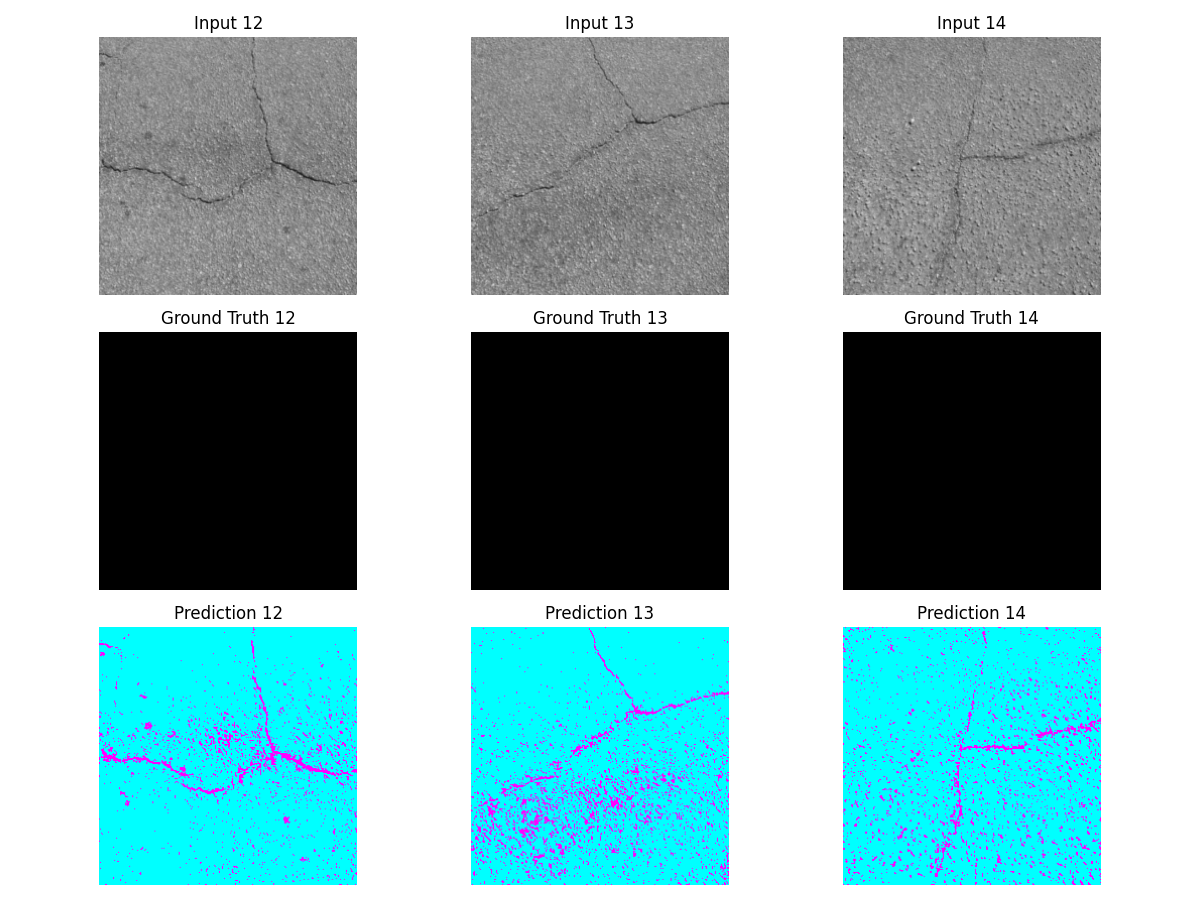 Input 12
Input 13
Input 14
Ground Truth 12
Ground Truth 13
Ground Truth 14
Prediction 12
Prediction 13
Prediction 14